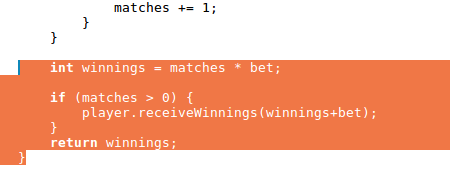 matches += 1;
}
}
int winnings = matches * bet;
if (matches > 0) {
player.receiveWinnings(winnings+bet);
}
return winnings;
}